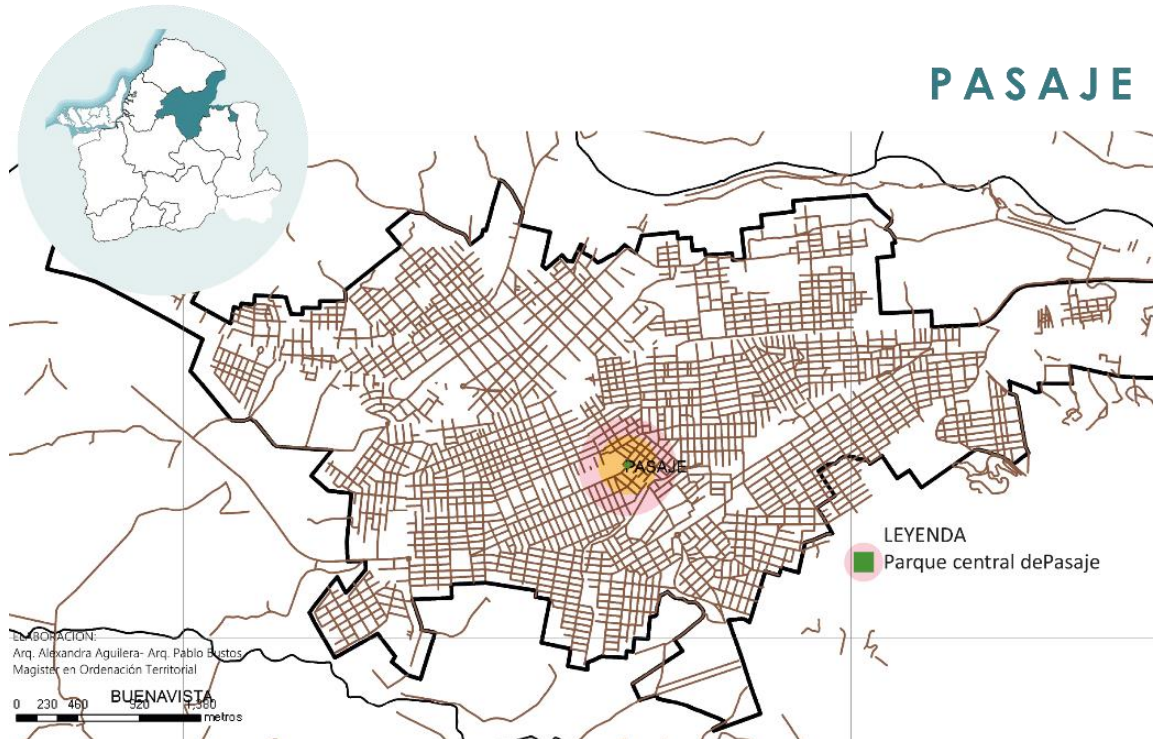 PASAJE
PASAJE
LEYENDA
Parque central dePasaje
ELABORACIÓN:
Arq. Alexandra Aguilera- Arq. Pablo Bustos
Magister en Ordenación Territorial
BUENAVISTA
0 230 460 920 1,380
metros